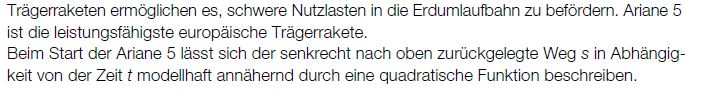 Trägerraketen ermöglichen es, schwere Nutzlasten in die Erdumlaufbahn zu befördern. Ariane 5
ist die leistungsfähigste europäische Trägerrakete.
Beim Start der Ariane 5 lässt sich der senkrecht nach oben zurückgelegte Weg s in Abhängig-
keit von der Zeit t modellhaft annähernd durch eine quadratische Funktion beschreiben.